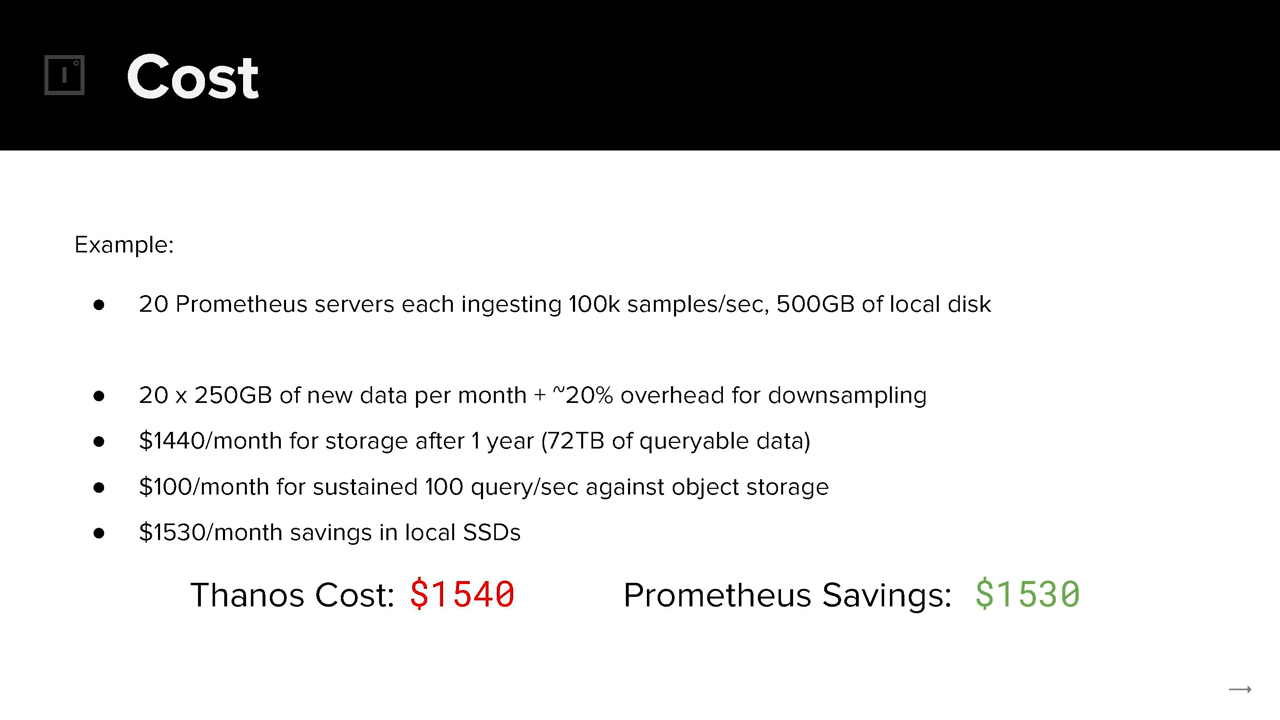 Cost
Example:
● 20 Prometheus servers each ingesting 100k samples/sec, 500GB of local disk
● 20 x 250GB of new data per month + ~20% overhead for downsampling
● $1440/month for storage after 1 year (72TB of queryable data)
● $100/month for sustained 100 query/sec against object storage
● $1530/month savings in local SSDs
Thanos Cost: $1540 Prometheus Savings: $1530